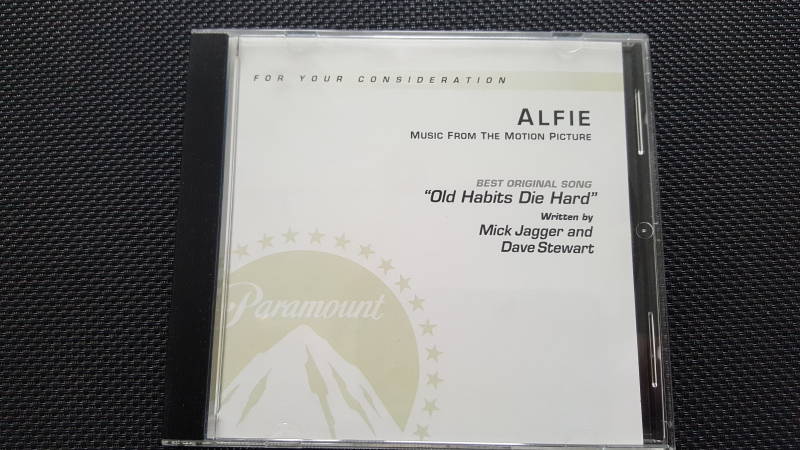 FOR YOUR CONSIDERATION
ALFIE
MUSIC FROM THE MOTION PICTURE
BEST ORIGINAL SONG
"Old Habits Die Hard"
Written by
Mick Jagger and
Dave Stewart
Paramount